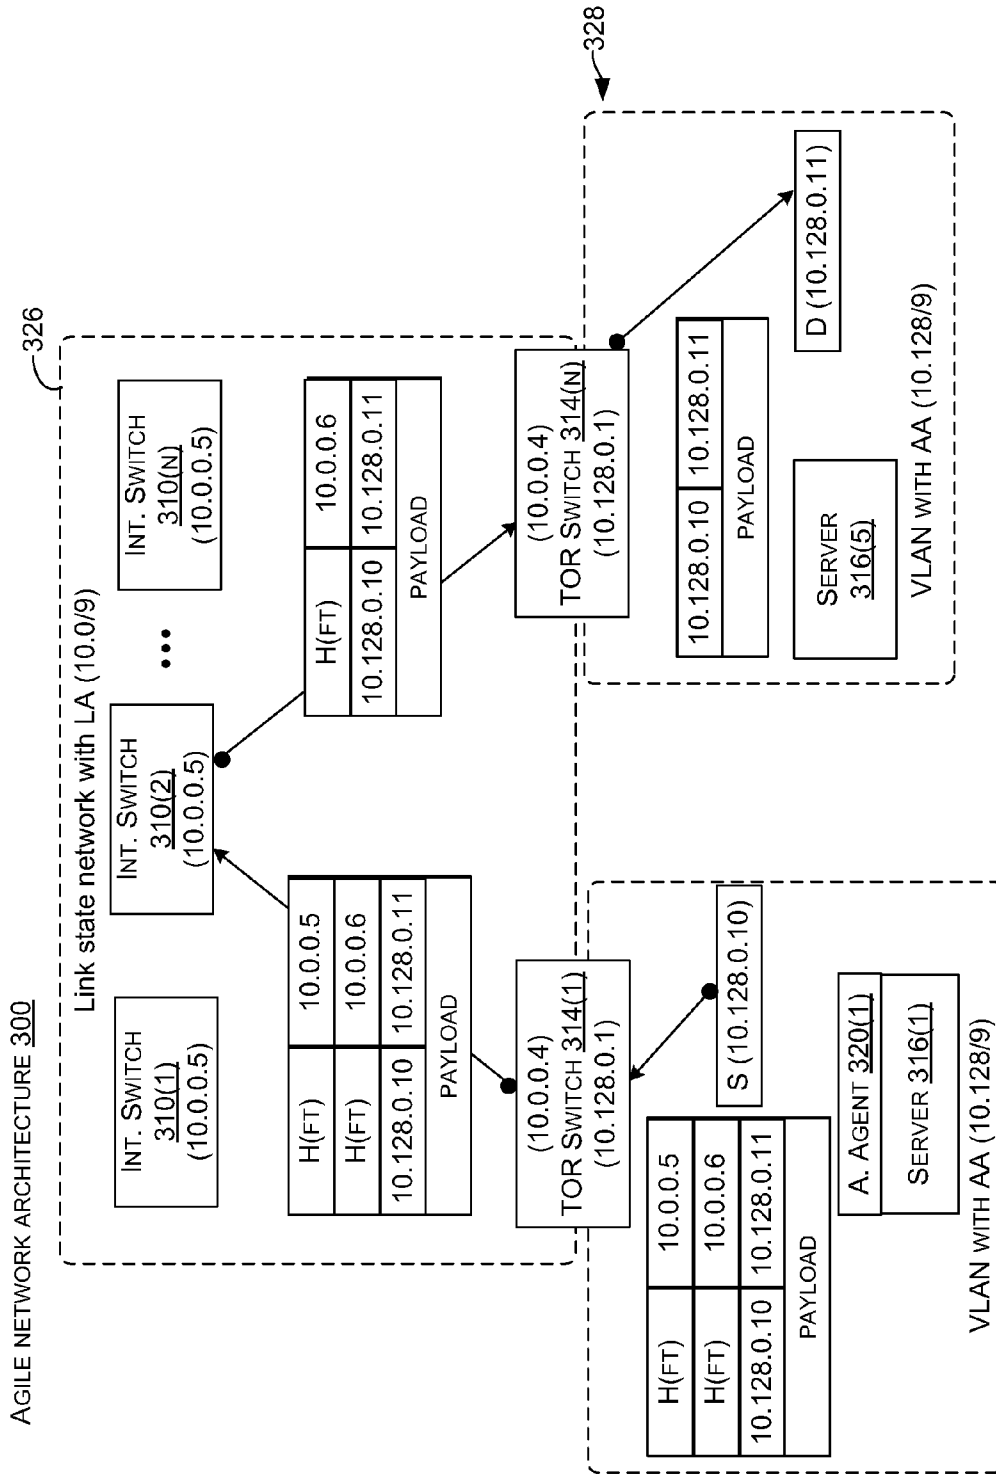 AGILE NETWORK ARCHITECTURE 300
326
Link state network with LA (10.0/9)
INT. SWITCH
310(1)
(10.0.0.5)
INT. SWITCH
310(2)
(10.0.0.5)
•••
INT. SWITCH
310(N)
(10.0.0.5)
H(FT) 10.0.0.5
H(FT) 10.0.0.6
10.128.0.10 10.128.0.11
PAYLOAD
H(FT) 10.0.0.6
10.128.0.10 10.128.0.11
PAYLOAD
(10.0.0.4)
TOR SWITCH 314(1)
(10.128.0.1)
(10.0.0.4)
TOR SWITCH 314(N)
(10.128.0.1)
328
H(FT) 10.0.0.5
H(FT) 10.0.0.6
10.128.0.10 10.128.0.11
PAYLOAD
S (10.128.0.10)
A. AGENT 320(1)
SERVER 316(1)
VLAN WITH AA (10.128/9)
10.128.0.10 10.128.0.11
PAYLOAD
SERVER
316(5)
D (10.128.0.11)
VLAN WITH AA (10.128/9)